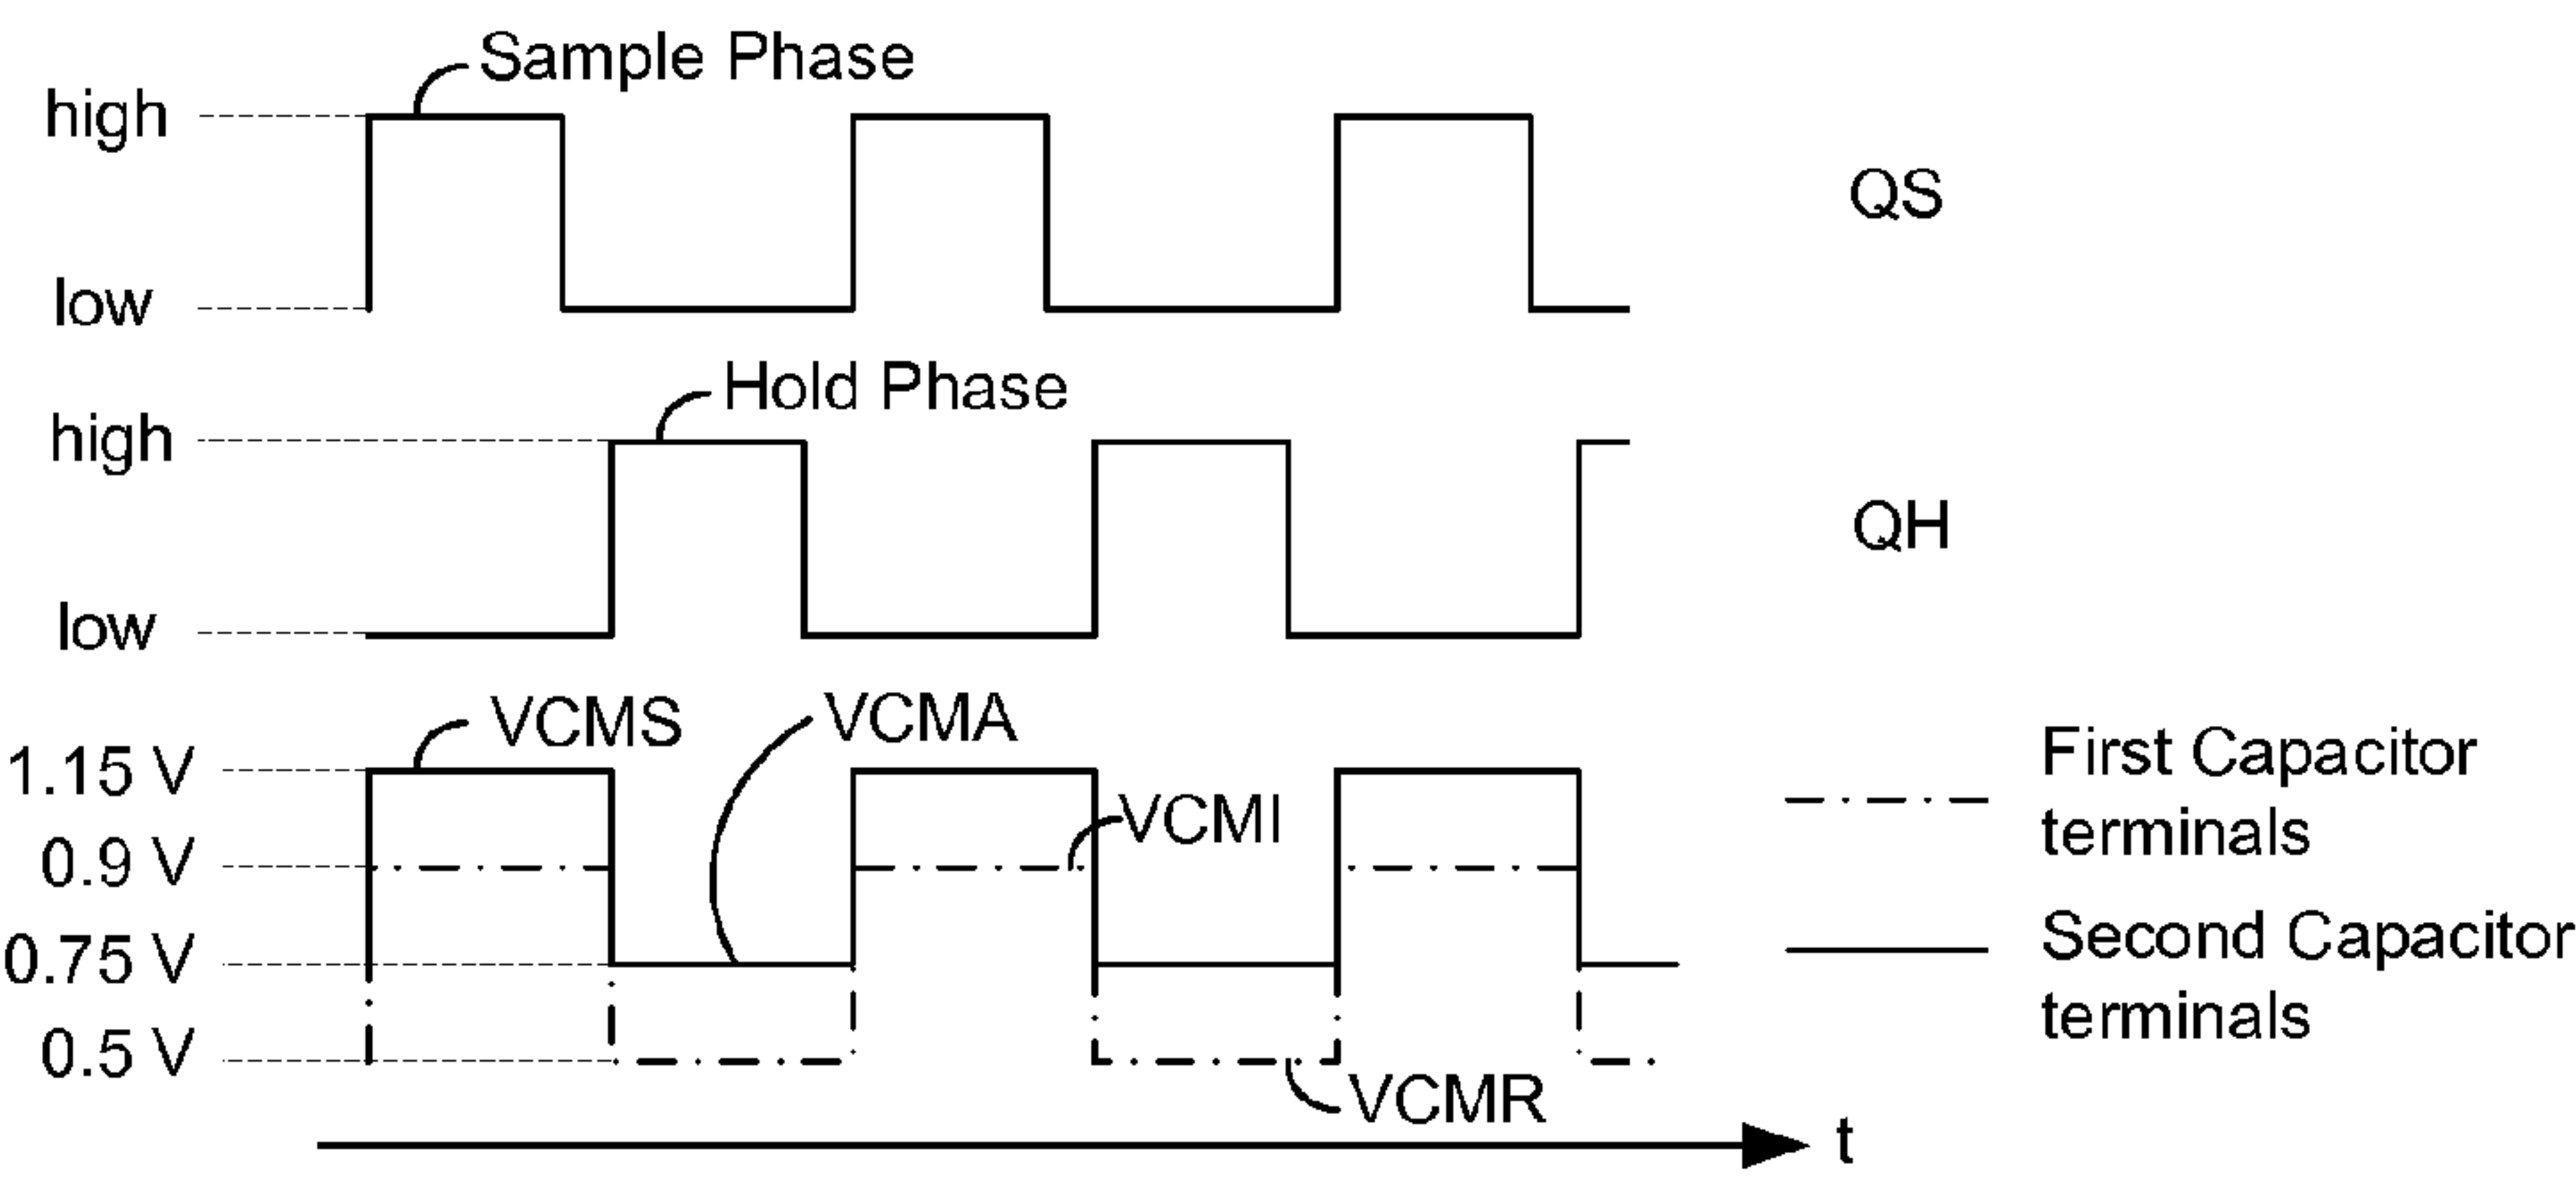 Sample Phase
high
QS
low
Hold Phase
high
QH
low
VCMS
VCMA
1.15 V
VCMI
0.9 V
0.75 V
0.5 V
VCMR
First Capacitor
terminals
Second Capacitor
terminals
t